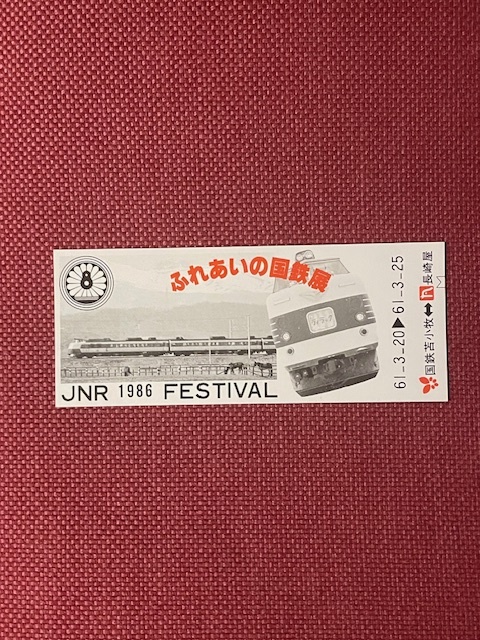 8
ふれあいの国鉄展
JNR 1986 FESTIVAL
61-3-20▶61-3-25
国鉄苫小牧⬌長崎屋